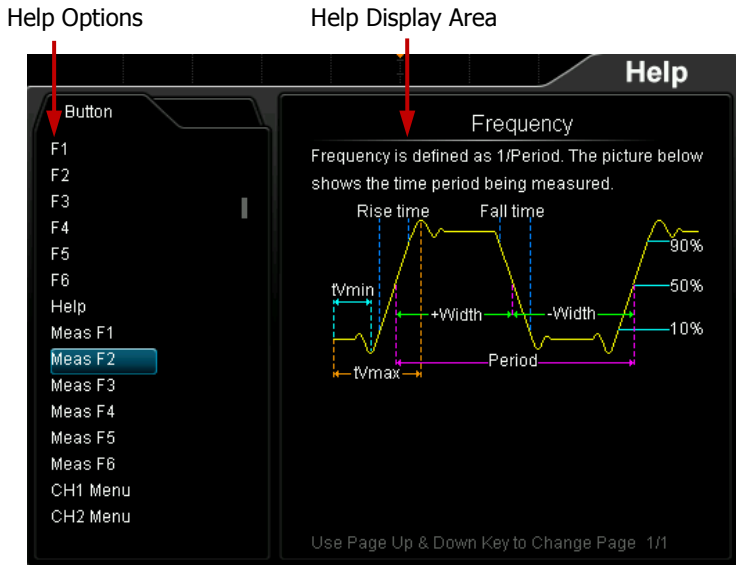 Help Options
Help Display Area
Help
Button
F1
F2
F3
F4
F5
F6
Help
Meas F1
Meas F2
Meas F3
Meas F4
Meas F5
Meas F6
CH1 Menu
CH2 Menu
Frequency
Frequency is defined as 1/Period. The picture below
shows the time period being measured.
Rise time
Fall time
90%
tVmin
50%
+Width
-Width
10%
Period
tVmax
Use Page Up & Down Key to Change Page 1/1